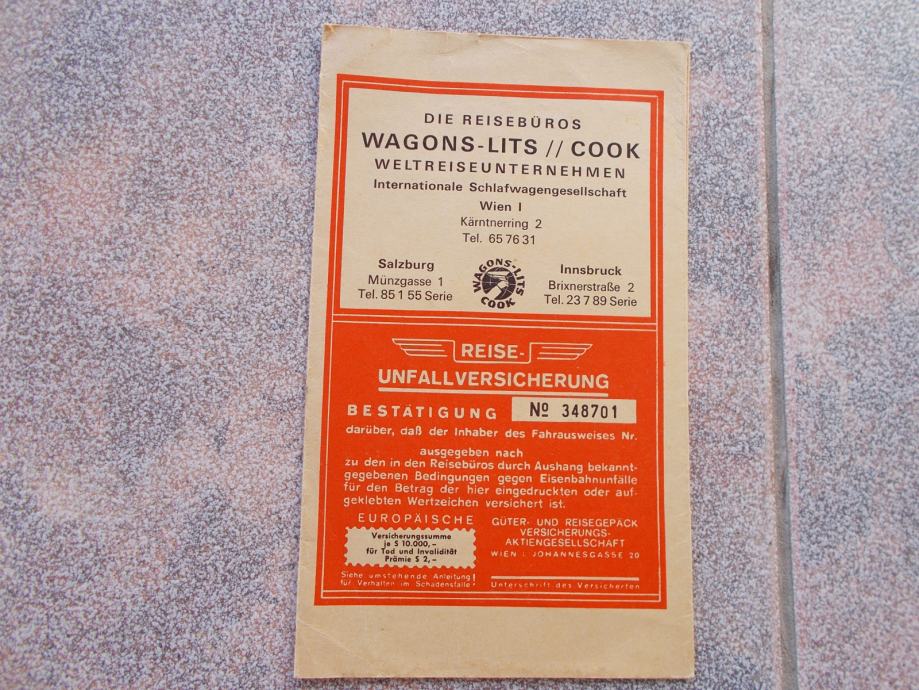 DIE REISEBÜROS
WAGONS-LITS // COOK
WELTREISEUNTERNEHMEN
Internationale Schlafwagengesellschaft
Wien I
Kärntnerring 2
Tel. 65 76 31
Salzburg
Münzgasse 1
Tel. 85 1 55 Serie
WAGONS-LITS
COOK
Innsbruck
Brixnerstraße 2
Tel. 23 7 89 Serie
REISE-
UNFALLVERSICHERUNG
BESTÄTIGUNG № 348701
darüber, daß der Inhaber des Fahrausweises Nr.
ausgegeben nach
zu den in den Reisebüros durch Aushang bekannt-
gegebenen Bedingungen gegen Eisenbahnunfälle
für den Betrag der hier eingedruckten oder auf-
geklebten Wertzeichen versichert ist.
EUROPÄISCHE
Versicherungssumme
je S 10.000,-
für Tod und Invalidität
Prämie S 2,-
GÜTER- UND REISEGEPÄCK
VERSICHERUNGS-
AKTIENGESELLSCHAFT
WIEN I, JOHANNESGASSE 20
Siehe umstehende Anleitung
für Verhalten im Schadensfalle!
Unterschrift des Versicherten